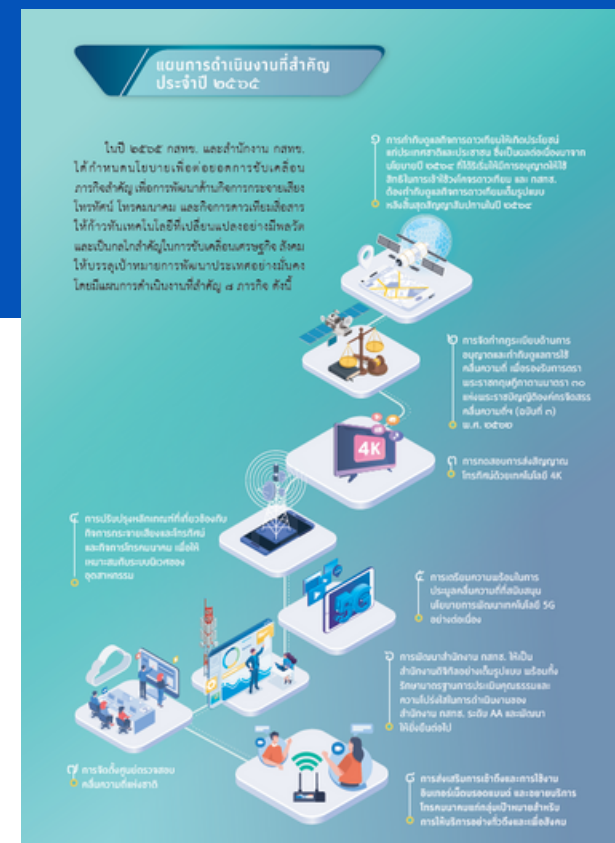 แผนการดำเนินงานที่สำคัญ
ประจำปี ๒๕๖๕
ในปี ๒๕๖๕ กสทช. และสำนักงาน กสทช.
ได้กำหนดนโยบายเพื่อต่อยอดการขับเคลื่อน
ภารกิจสำคัญ เพื่อการพัฒนาด้านกิจการกระจายเสียง
โทรทัศน์ โทรคมนาคม และกิจการดาวเทียมสื่อสาร
ให้ก้าวทันเทคโนโลยีที่เปลี่ยนแปลงอย่างมีพลวัต
และเป็นกลไกสำคัญในการขับเคลื่อนเศรษฐกิจ สังคม
ให้บรรลุเป้าหมายการพัฒนาประเทศอย่างมั่นคง
โดยมีแผนการดำเนินงานที่สำคัญ ๘ ภารกิจ ดังนี้
๑ การกำกับดูแลกิจการดาวเทียมให้เกิดประโยชน์
แก่ประเทศชาติและประชาชน ซึ่งเป็นผลต่อเนื่องมาจาก
นโยบายปี ๒๕๖๔ ที่ได้ริเริ่มให้มีการอนุญาตให้ใช้
สิทธิในการเข้าใช้วงโคจรดาวเทียม และ กสทช.
ต้องกำกับดูแลกิจการดาวเทียมเต็มรูปแบบ
หลังสิ้นสุดสัญญาสัมปทานในปี ๒๕๖๔
๒ การจัดทำกฎระเบียบด้านการ
อนุญาตและกำกับดูแลการใช้
คลื่นความถี่ เพื่อรองรับการตรา
พระราชกฤษฎีกาตามมาตรา ๓๐
แห่งพระราชบัญญัติองค์กรจัดสรร
คลื่นความถี่ฯ (ฉบับที่ ๓)
พ.ศ. ๒๕๖๒
4K
๓ การทดสอบการส่งสัญญาณ
โทรทัศน์ด้วยเทคโนโลยี 4K
๔ การปรับปรุงหลักเกณฑ์ที่เกี่ยวข้องกับ
กิจการกระจายเสียงและโทรทัศน์
และกิจการโทรคมนาคม เพื่อให้
เหมาะสมกับระบบนิเวศของ
อุตสาหกรรม
5G
๕ การเตรียมความพร้อมในการ
ประมูลคลื่นความถี่ที่สนับสนุน
นโยบายการพัฒนาเทคโนโลยี 5G
อย่างต่อเนื่อง
๖ การพัฒนาสำนักงาน กสทช. ให้เป็น
สำนักงานดิจิทัลอย่างเต็มรูปแบบ พร้อมทั้ง
รักษามาตรฐานการประเมินคุณธรรมและ
ความโปร่งใสในการดำเนินงานของ
สำนักงาน กสทช. ระดับ AA และพัฒนา
ให้ยั่งยืนต่อไป
๗ การจัดตั้งศูนย์ตรวจสอบ
คลื่นความถี่แห่งชาติ
๘ การส่งเสริมการเข้าถึงและการใช้งาน
อินเทอร์เน็ตบรอดแบนด์ และขยายบริการ
โทรคมนาคมแก่กลุ่มเป้าหมายสำหรับ
การให้บริการอย่างทั่วถึงและเพื่อสังคม